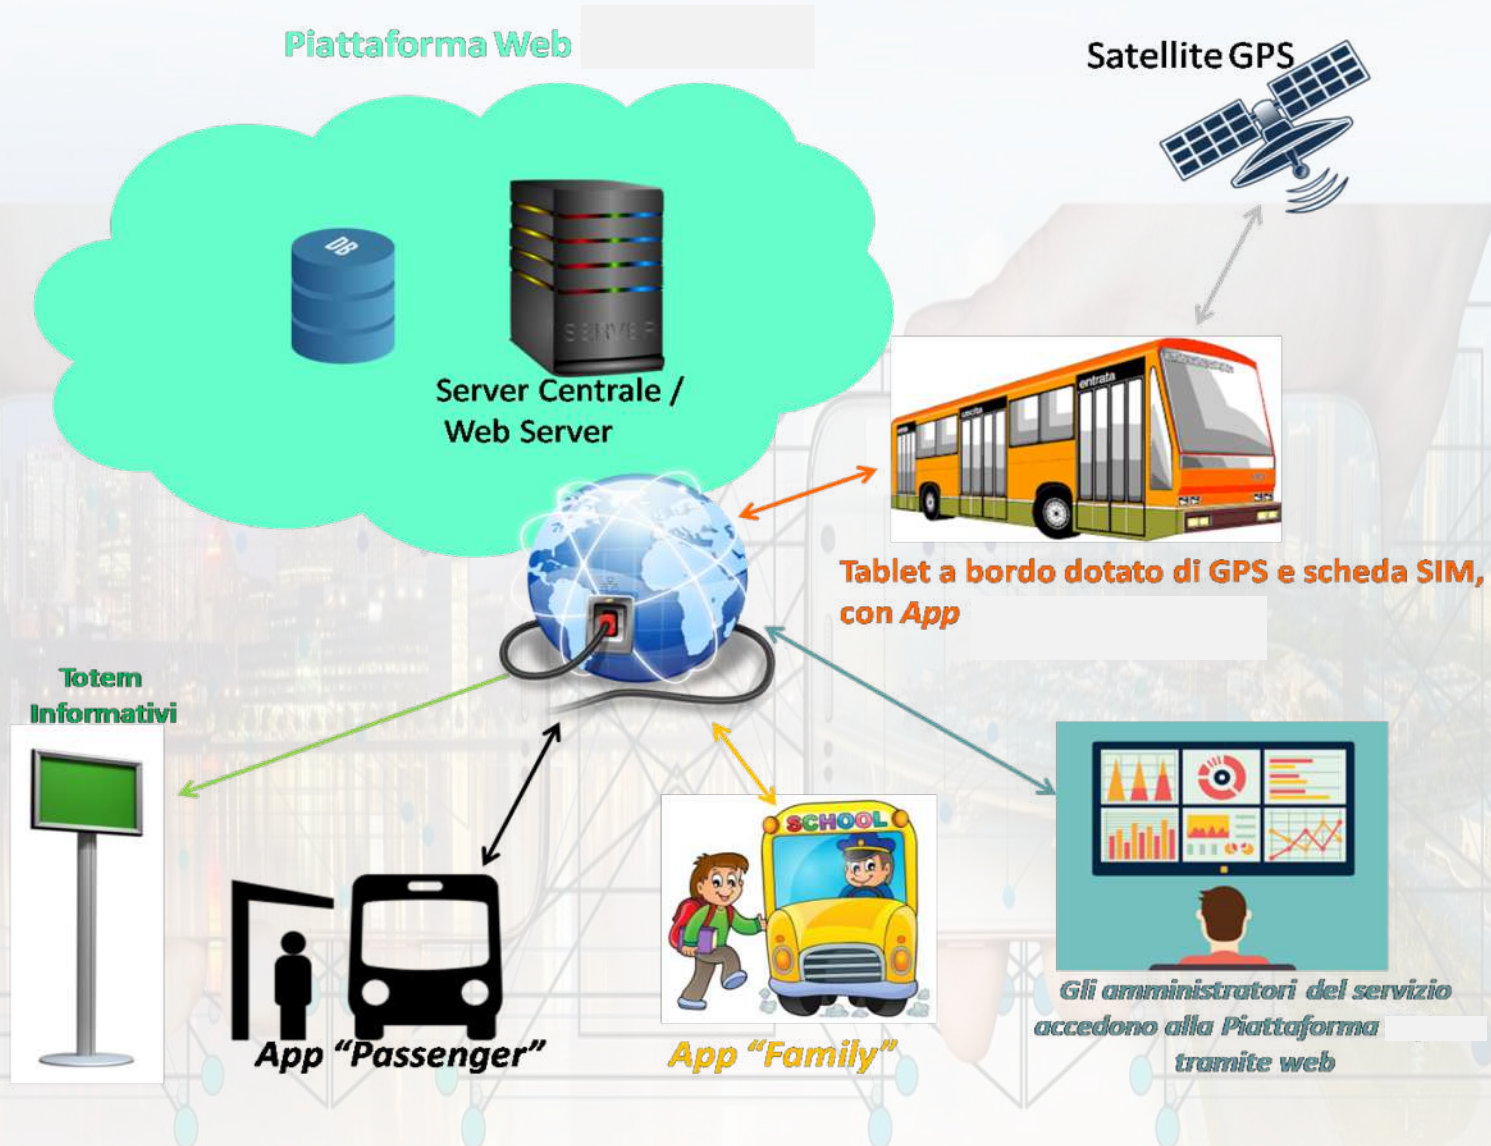 Piattaforma Web
Satellite GPS
DB
SERVER
Server Centrale /
Web Server
entrata
uscita
Tablet a bordo dotato di GPS e scheda SIM,
con App
Totem
Informativi
SCHOOL
App “Passenger”
App “Family”
Gli amministratori del servizio
accedono alla Piattaforma
tramite web